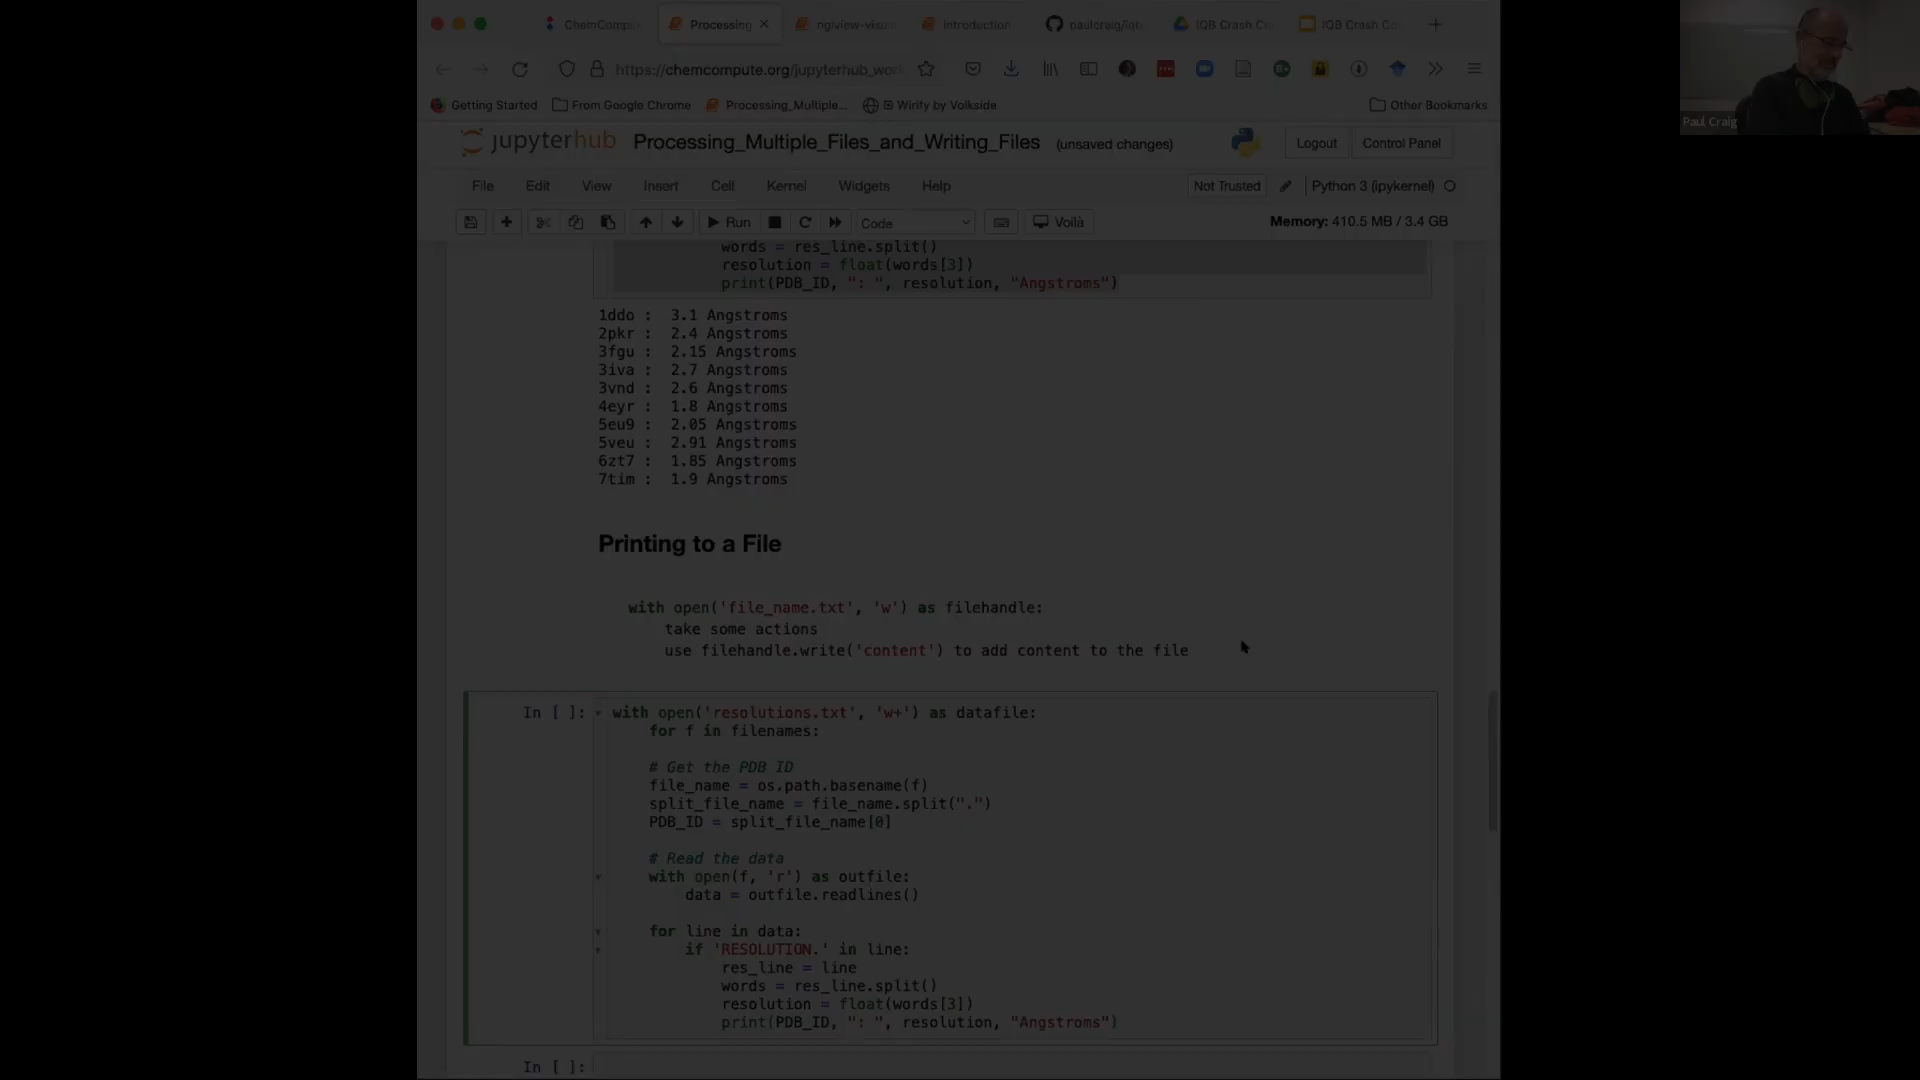 ChemCompu
Processing
nglview-visu
introduction
paulcraig/iqb
IQB Crash Co
IQB Crash Co
https://chemcompute.org/jupyterhub_wor
Getting Started
From Google Chrome
Processing_Multiple...
Wirify by Volkside
Other Bookmarks
jupyterhub
Processing_Multiple_Files_and_Writing_Files
(unsaved changes)
Logout
Control Panel
Paul Craig
File
Edit
View
Insert
Cell
Kernel
Widgets
Help
Not Trusted
Python 3 (ipykernel)
Run
Code
Voilà
Memory: 410.5 MB / 3.4 GB
words = res_line.split()
resolution = float(words[3])
print(PDB_ID, ": ", resolution, "Angstroms")
1ddo :  3.1 Angstroms
2pkr :  2.4 Angstroms
3fgu :  2.15 Angstroms
3iva :  2.7 Angstroms
3vnd :  2.6 Angstroms
4eyr :  1.8 Angstroms
5eu9 :  2.05 Angstroms
5veu :  2.91 Angstroms
6zt7 :  1.85 Angstroms
7tim :  1.9 Angstroms
Printing to a File
with open('file_name.txt', 'w') as filehandle:
take some actions
use filehandle.write('content') to add content to the file
In [ ]:
with open('resolutions.txt', 'w+') as datafile:
for f in filenames:
# Get the PDB ID
file_name = os.path.basename(f)
split_file_name = file_name.split(".")
PDB_ID = split_file_name[0]
# Read the data
with open(f, 'r') as outfile:
data = outfile.readlines()
for line in data:
if 'RESOLUTION.' in line:
res_line = line
words = res_line.split()
resolution = float(words[3])
print(PDB_ID, ": ", resolution, "Angstroms")
In [ ]: